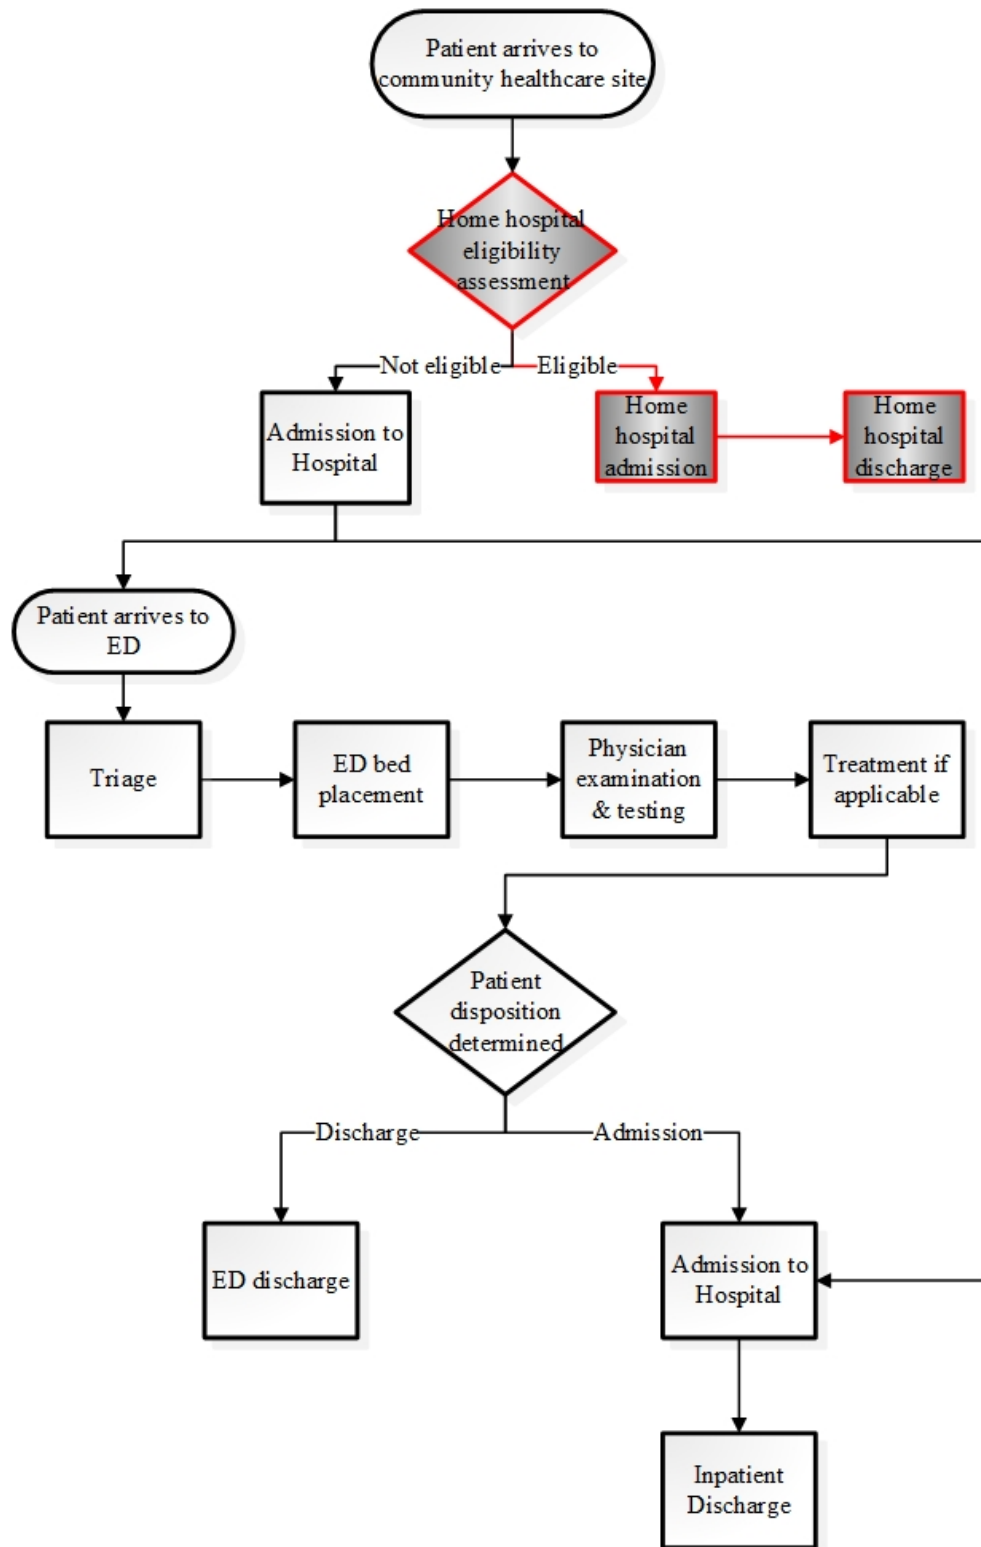 Patient arrives to
community healthcare site
Home hospital
eligibility
assessment
Not eligible
Eligible
Admission to
Hospital
Home
hospital
admission
Home
hospital
discharge
Patient arrives to
ED
Triage
ED bed
placement
Physician
examination
& testing
Treatment if
applicable
Patient
disposition
determined
Discharge
Admission
ED discharge
Admission to
Hospital
Inpatient
Discharge